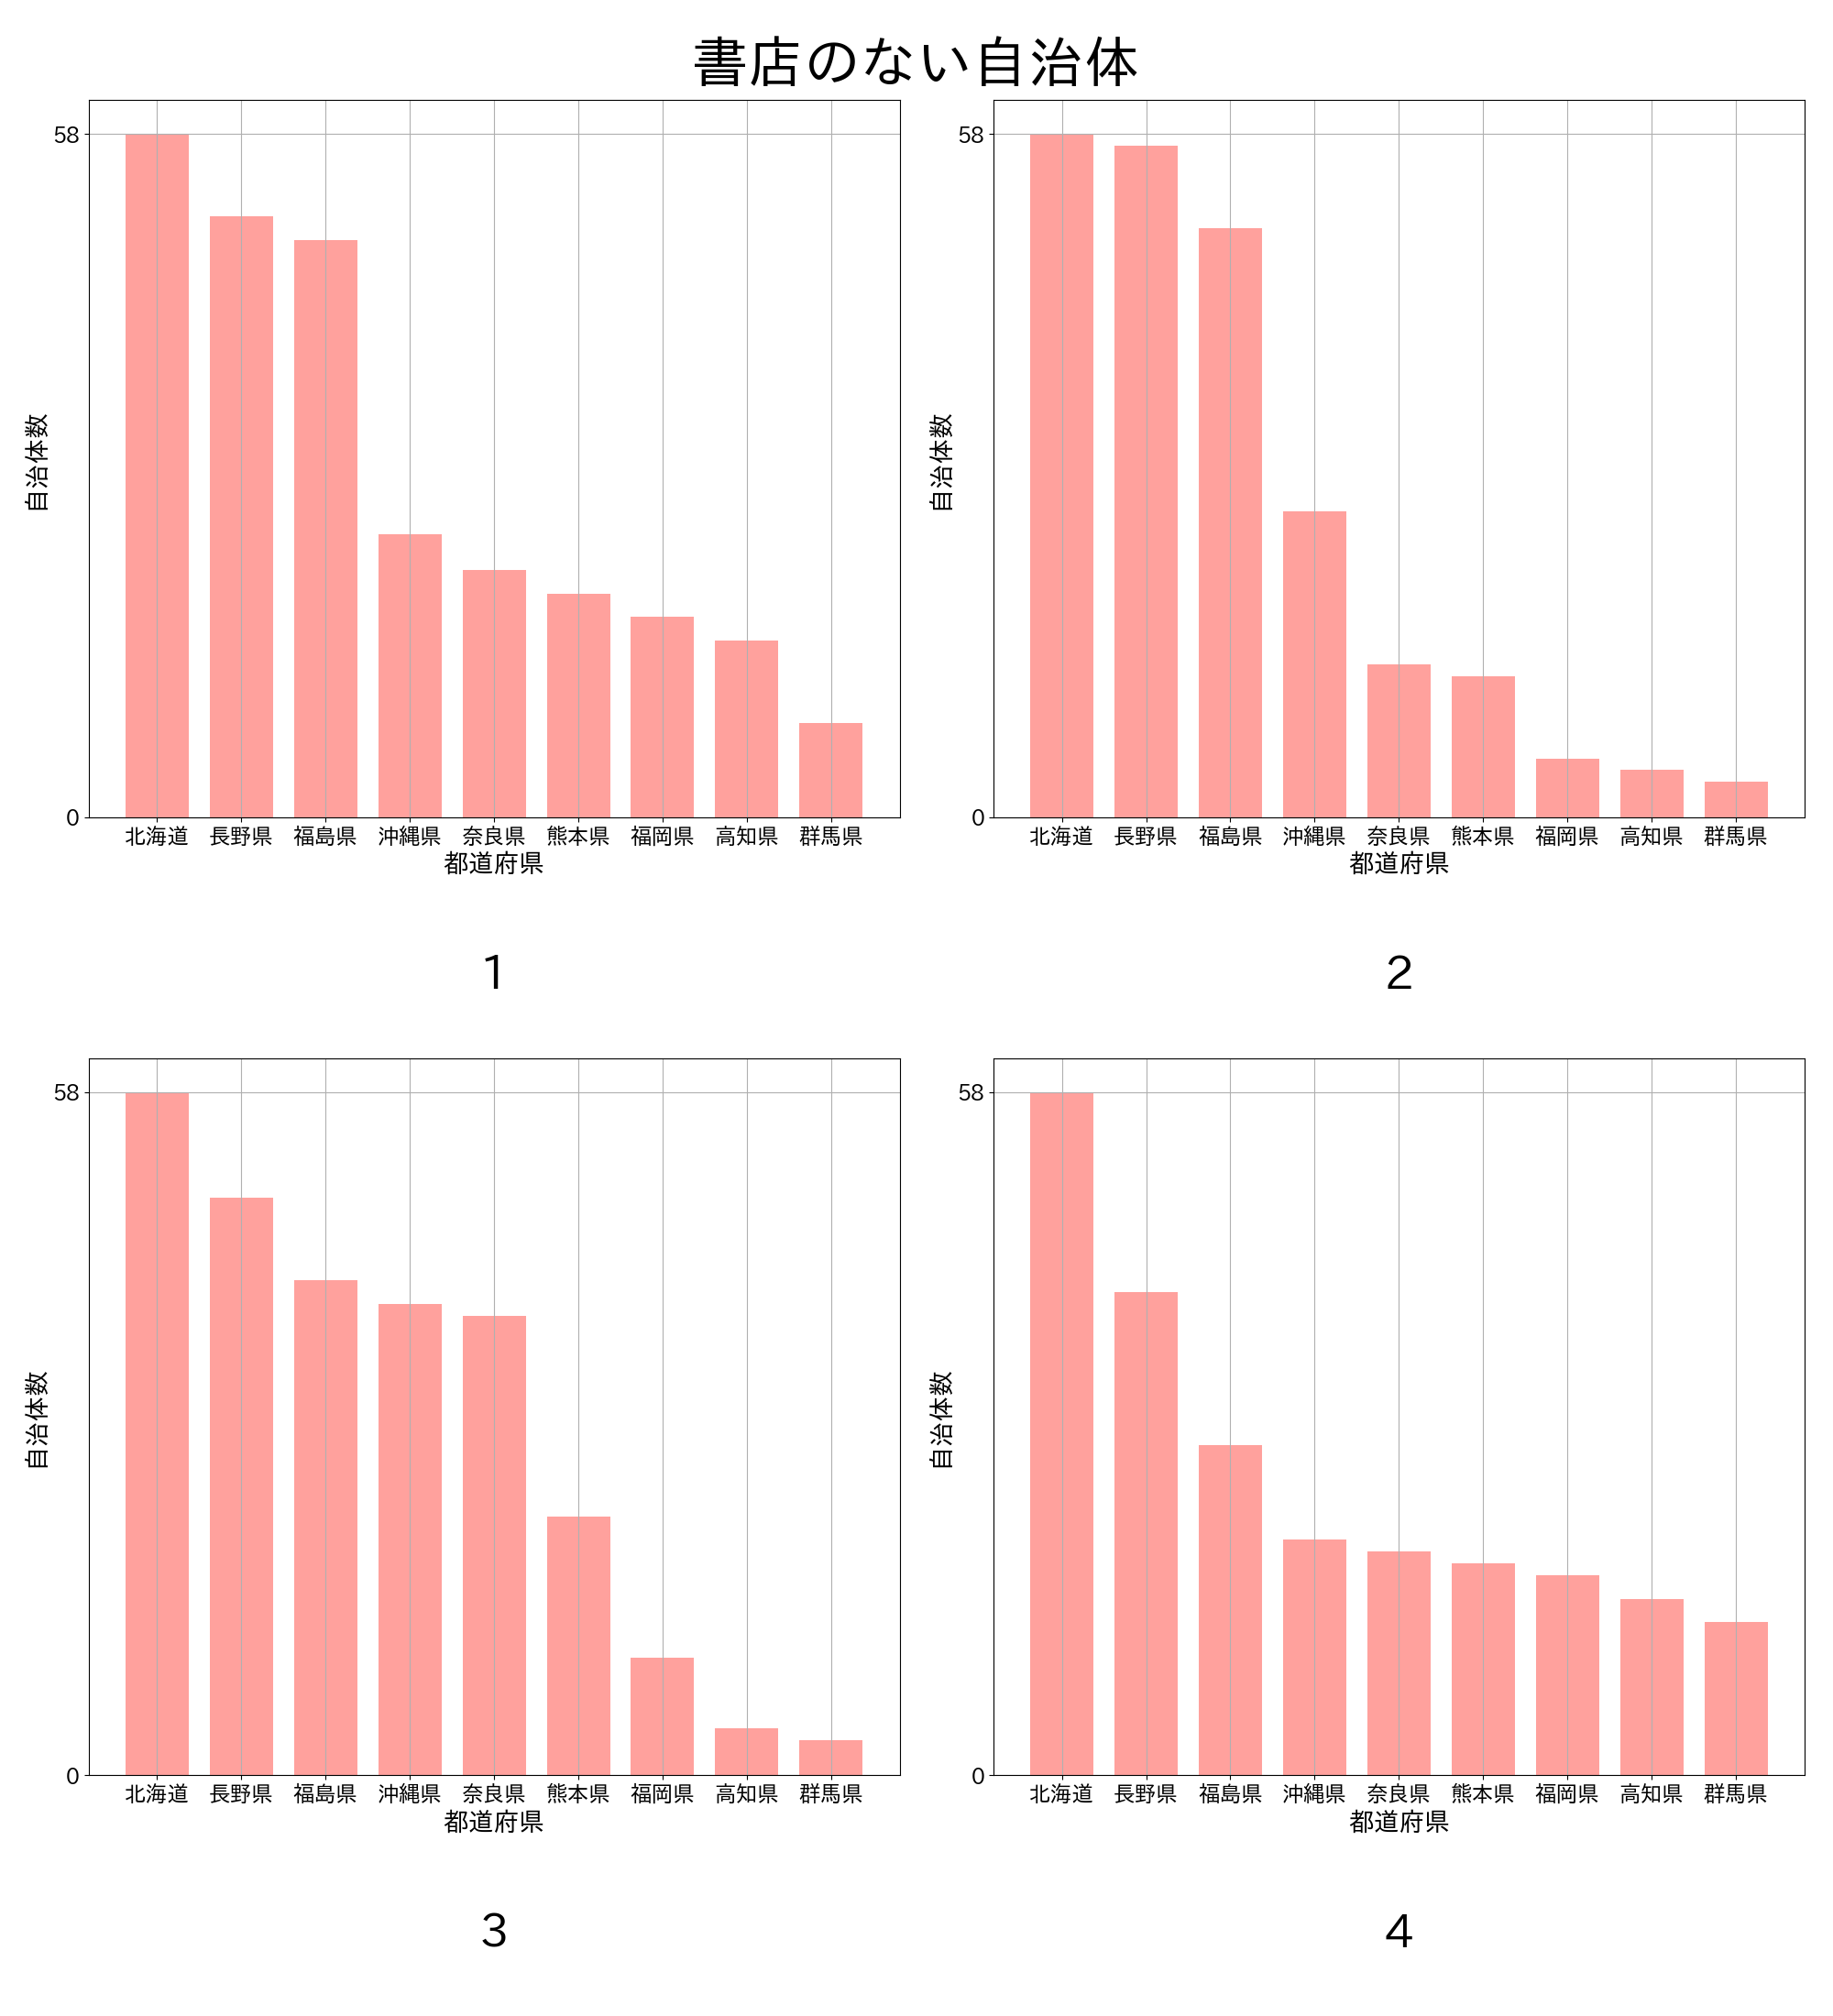 書店のない自治体
58
0
自治体数
北海道 長野県 福島県 沖縄県 奈良県 熊本県 福岡県 高知県 群馬県
都道府県
1
58
0
自治体数
北海道 長野県 福島県 沖縄県 奈良県 熊本県 福岡県 高知県 群馬県
都道府県
2
58
0
自治体数
北海道 長野県 福島県 沖縄県 奈良県 熊本県 福岡県 高知県 群馬県
都道府県
3
58
0
自治体数
北海道 長野県 福島県 沖縄県 奈良県 熊本県 福岡県 高知県 群馬県
都道府県
4